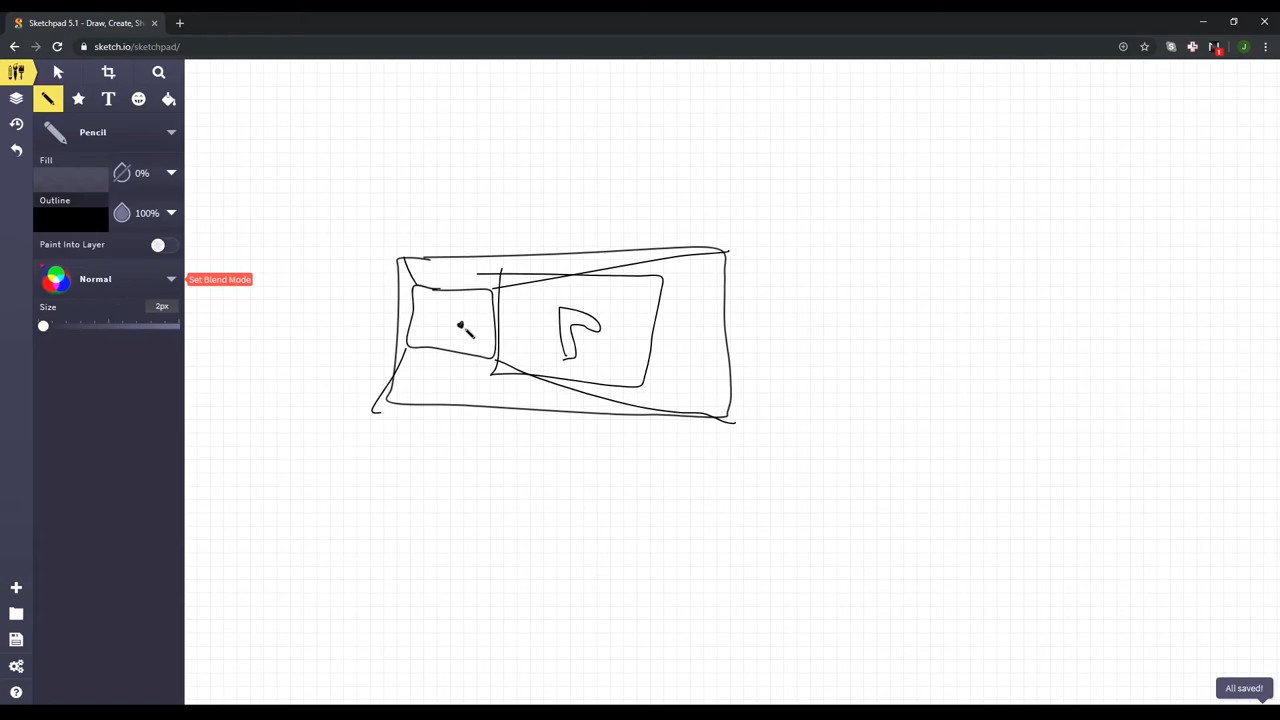 Sketchpad 5.1 - Draw, Create, Sh
sketch.io/sketchpad/
1
J
T
Pencil
Fill
0%
Outline
100%
Paint Into Layer
Normal
Set Blend Mode
Size
2px
All saved!